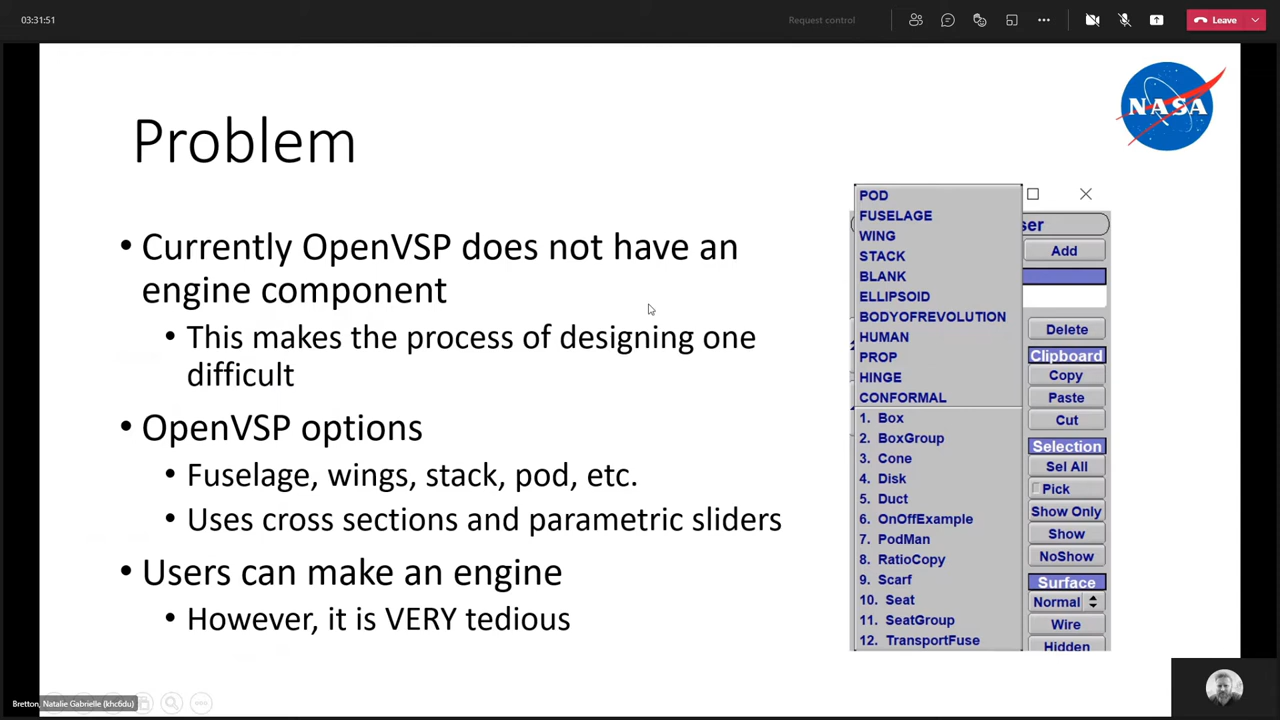 03:31:51
Request control
Leave
NASA
Problem
• Currently OpenVSP does not have an
engine component
• This makes the process of designing one
difficult
• OpenVSP options
• Fuselage, wings, stack, pod, etc.
• Uses cross sections and parametric sliders
• Users can make an engine
• However, it is VERY tedious
POD
FUSELAGE
WING
STACK
BLANK
ELLIPSOID
BODYOFREVOLUTION
HUMAN
PROP
HINGE
CONFORMAL
1. Box
2. BoxGroup
3. Cone
4. Disk
5. Duct
6. OnOffExample
7. PodMan
8. RatioCopy
9. Scarf
10. Seat
11. SeatGroup
12. TransportFuse
ser
Add
Delete
Clipboard
Copy
Paste
Cut
Selection
Sel All
Pick
Show Only
Show
NoShow
Surface
Normal
Wire
Hidden
Bretton, Natalie Gabrielle (khc6du)